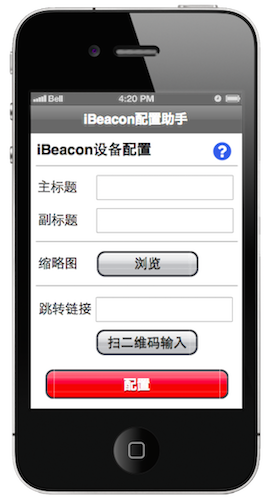 Bell 4:20 PM
iBeacon配置助手
iBeacon设备配置 ?
主标题
副标题
缩略图 浏览
跳转链接
扫二维码输入
配置